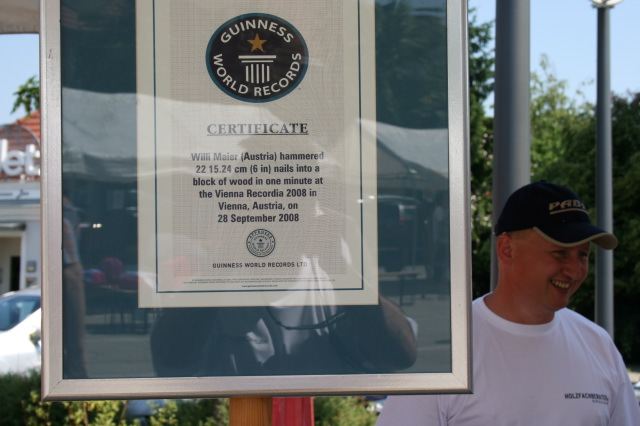 GUINNESS
WORLD RECORDS
CERTIFICATE
Willi Maier (Austria) hammered
22 15.24 cm (6 in) nails into a
block of wood in one minute at
the Vienna Recordia 2008 in
Vienna, Austria, on
28 September 2008
GUINNESS WORLD RECORDS LTD